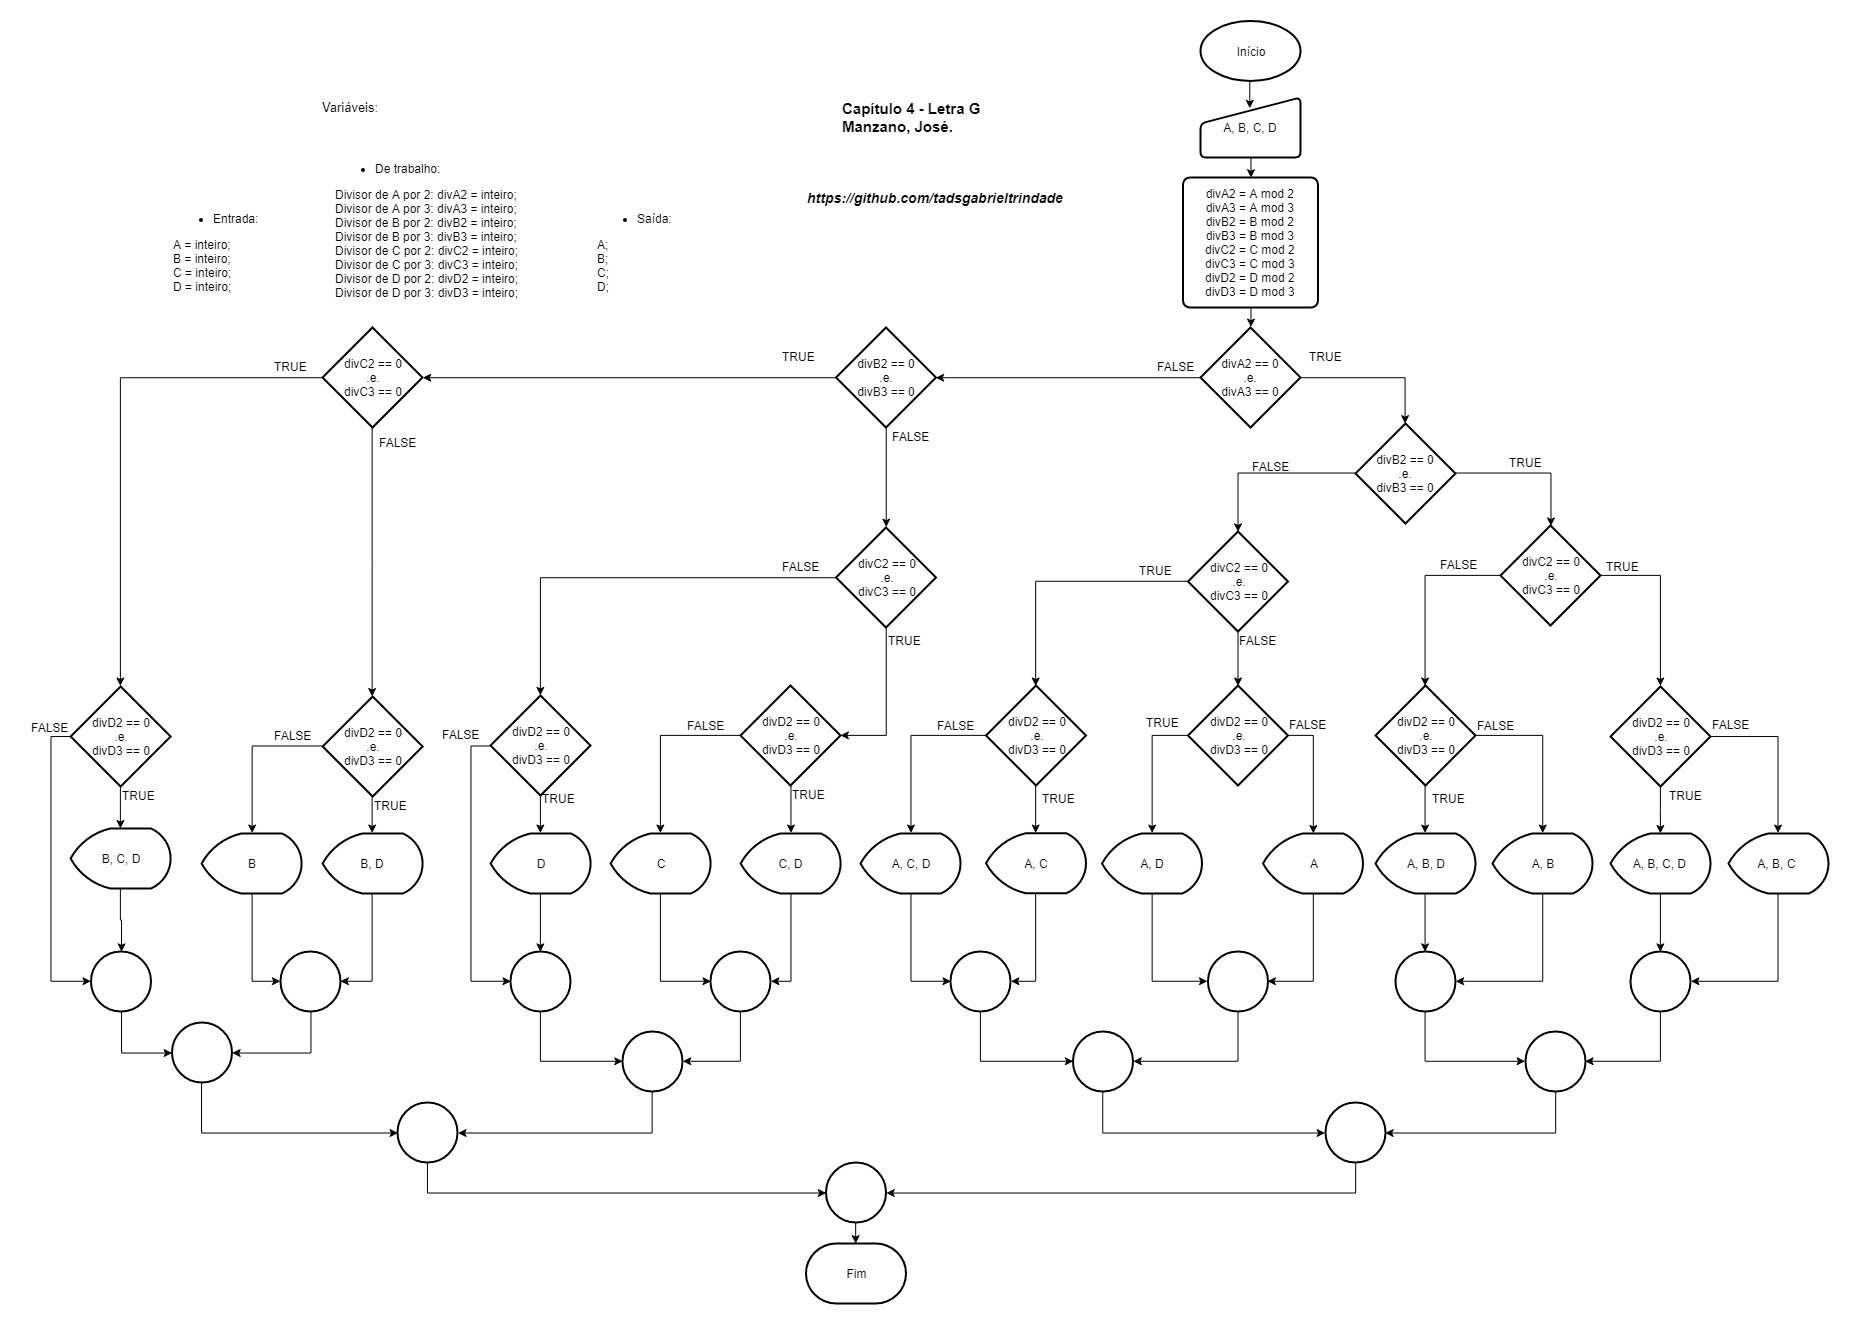 Início
Variáveis:
Capítulo 4 - Letra G
Manzano, José.
A, B, C, D
• De trabalho:
Divisor de A por 2: divA2 = inteiro;
Divisor de A por 3: divA3 = inteiro;
Divisor de B por 2: divB2 = inteiro;
Divisor de B por 3: divB3 = inteiro;
Divisor de C por 2: divC2 = inteiro;
Divisor de C por 3: divC3 = inteiro;
Divisor de D por 2: divD2 = inteiro;
Divisor de D por 3: divD3 = inteiro;
https://github.com/tadsgabrieltrindade
• Entrada:
A = inteiro;
B = inteiro;
C = inteiro;
D = inteiro;
• Saída:
A;
B;
C;
D;
divA2 = A mod 2
divA3 = A mod 3
divB2 = B mod 2
divB3 = B mod 3
divC2 = C mod 2
divC3 = C mod 3
divD2 = D mod 2
divD3 = D mod 3
TRUE
divC2 == 0
.e.
divC3 == 0
FALSE
TRUE
divB2 == 0
.e.
divB3 == 0
FALSE
FALSE
divA2 == 0
.e.
divA3 == 0
TRUE
FALSE
divB2 == 0
.e.
divB3 == 0
TRUE
FALSE
divC2 == 0
.e.
divC3 == 0
TRUE
TRUE
divC2 == 0
.e.
divC3 == 0
FALSE
FALSE
divC2 == 0
.e.
divC3 == 0
TRUE
FALSE
divD2 == 0
.e.
divD3 == 0
TRUE
FALSE
divD2 == 0
.e.
divD3 == 0
TRUE
FALSE
divD2 == 0
.e.
divD3 == 0
TRUE
FALSE
divD2 == 0
.e.
divD3 == 0
TRUE
FALSE
divD2 == 0
.e.
divD3 == 0
TRUE
TRUE
divD2 == 0
.e.
divD3 == 0
FALSE
divD2 == 0
.e.
divD3 == 0
FALSE
TRUE
divD2 == 0
.e.
divD3 == 0
FALSE
TRUE
B, C, D
B
B, D
D
C
C, D
A, C, D
A, C
A, D
A
A, B, D
A, B
A, B, C, D
A, B, C
Fim